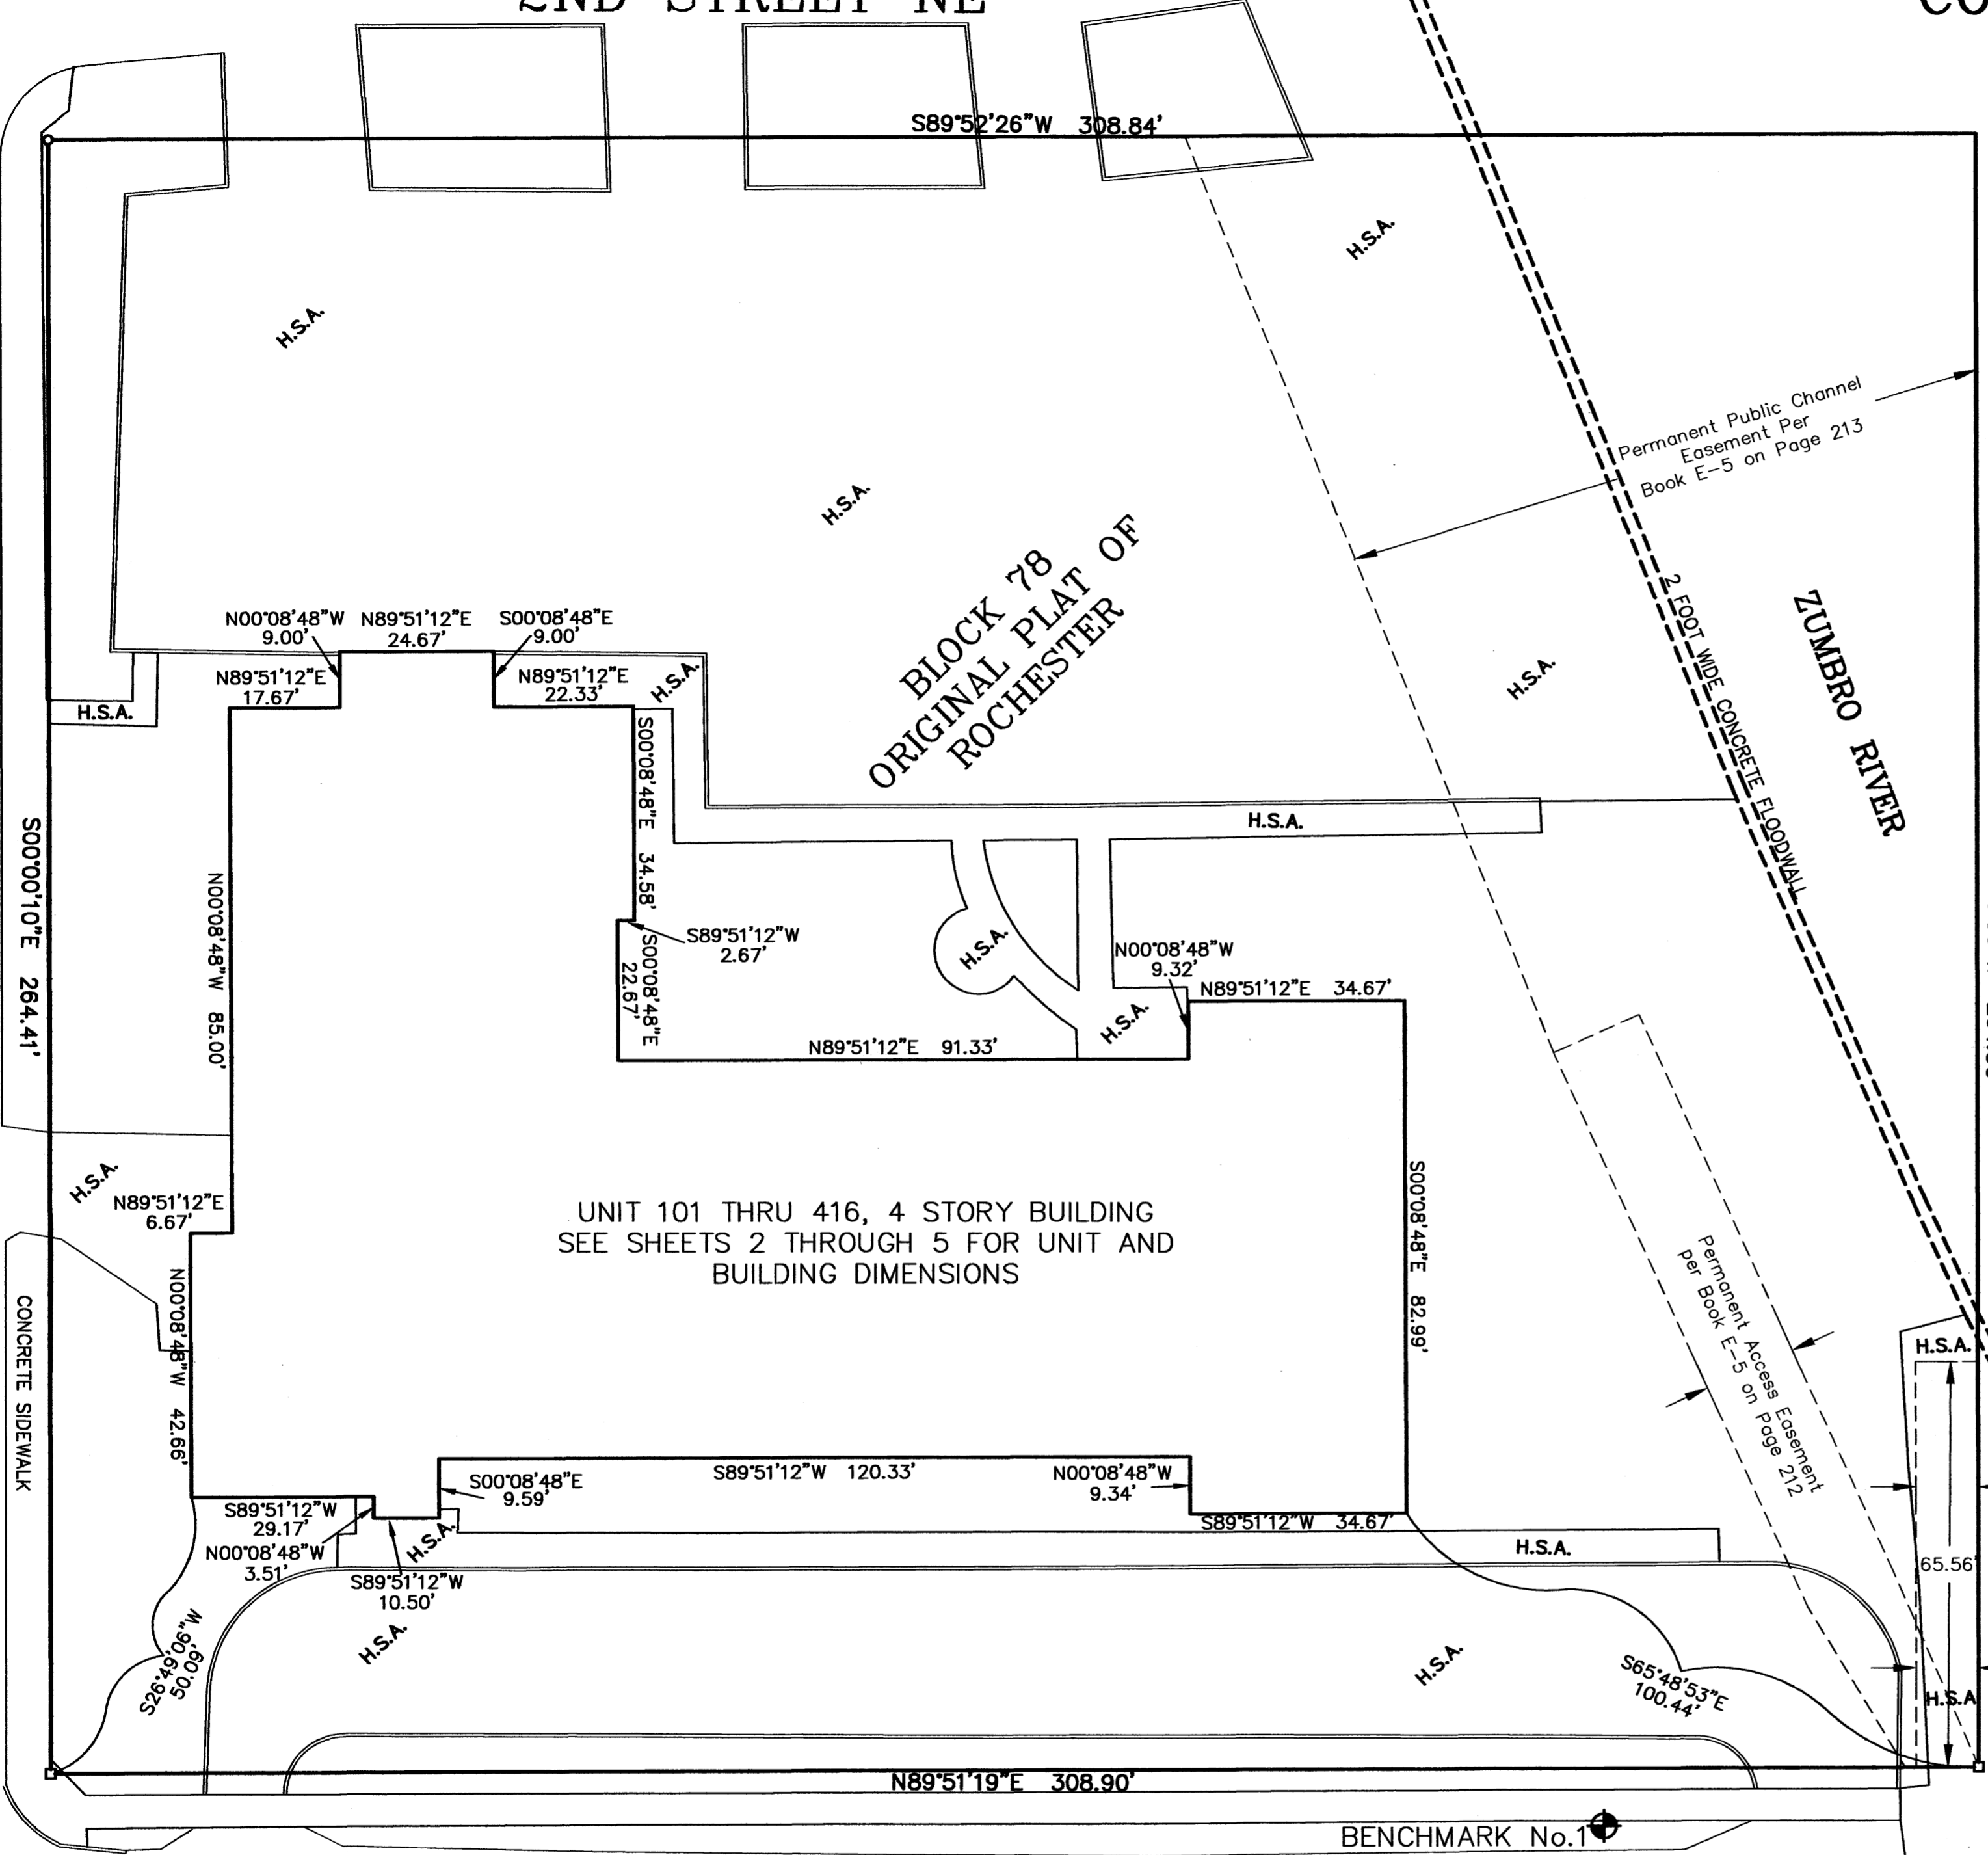 2ND STREET NE
CO
S89°52'26"W 308.84'
H.S.A.
H.S.A.
Permanent Public Channel
Easement Per
Book E-5 on Page 213
H.S.A.
BLOCK 78
ORIGINAL PLAT OF
ROCHESTER
2 FOOT WIDE CONCRETE FLOODWALL
ZUMBRO RIVER
N00°08'48"W
9.00'
N89°51'12"E
24.67'
S00°08'48"E
9.00'
N89°51'12"E
17.67'
N89°51'12"E
22.33'
H.S.A.
H.S.A.
H.S.A.
S00°08'48"E 34.58'
H.S.A.
S00°00'10"E 264.41'
N00°08'48"W 85.00'
S89°51'12"W
2.67'
S00°08'48"E
22.67'
H.S.A.
N00°08'48"W
9.32'
N89°51'12"E 34.67'
H.S.A.
N89°51'12"E 91.33'
H.S.A.
N89°51'12"E
6.67'
UNIT 101 THRU 416, 4 STORY BUILDING
SEE SHEETS 2 THROUGH 5 FOR UNIT AND
BUILDING DIMENSIONS
S00°08'48"E 82.99'
Permanent Access Easement
per Book E-5 on Page 212
CONCRETE SIDEWALK
N00°08'48"W 42.66'
H.S.A.
S89°51'12"W 120.33'
S00°08'48"E
9.59'
N00°08'48"W
9.34'
S89°51'12"W
29.17'
S89°51'12"W 34.67'
H.S.A.
H.S.A.
N00°08'48"W
3.51'
S89°51'12"W
10.50'
65.56'
S26°49'06"W
50.09'
H.S.A.
H.S.A.
S65°48'53"E
100.44'
H.S.A
N89°51'19"E 308.90'
BENCHMARK No.1